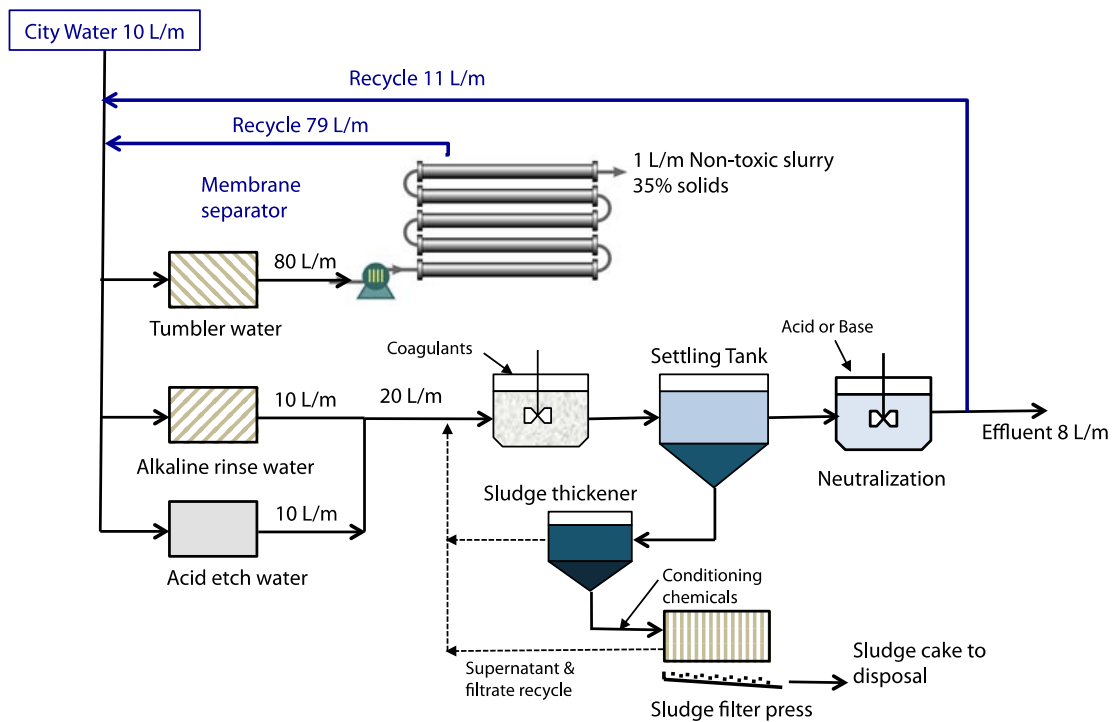 City Water 10 L/m
Recycle 11 L/m
Recycle 79 L/m
1 L/m Non-toxic slurry
35% solids
Membrane
separator
80 L/m
Tumbler water
Coagulants
Settling Tank
Acid or Base
10 L/m
20 L/m
Effluent 8 L/m
Alkaline rinse water
Neutralization
Sludge thickener
10 L/m
Acid etch water
Conditioning
chemicals
Supernatant &
filtrate recycle
Sludge cake to
disposal
Sludge filter press